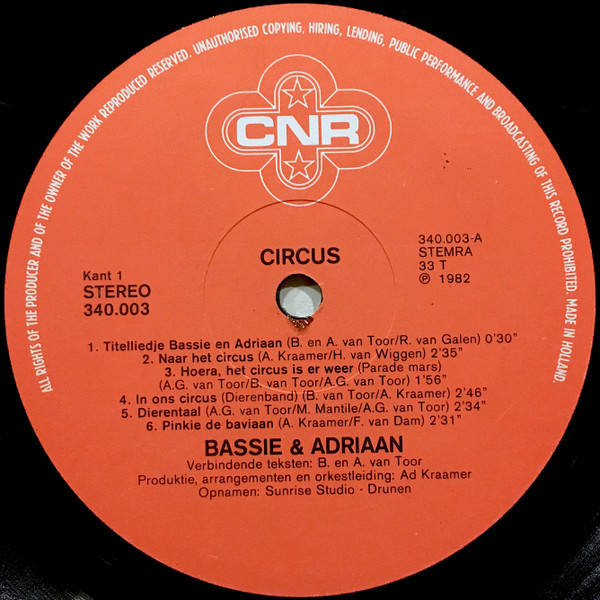 ALL RIGHTS OF THE PRODUCER AND OF THE OWNER OF THE WORK REPRODUCED RESERVED. UNAUTHORISED COPYING, HIRING, LENDING, PUBLIC PERFORMANCE AND BROADCASTING OF THIS RECORD PROHIBITED. MADE IN HOLLAND.
CNR
CIRCUS
Kant 1
STEREO
340.003
340.003-A
STEMRA
33 T
℗ 1982
1. Titelliedje Bassie en Adriaan (B. en A. van Toor/R. van Galen) 0'30"
2. Naar het circus (A. Kraamer/H. van Wiggen) 2'35"
3. Hoera, het circus is er weer (Parade mars)
(A.G. van Toor/B. van Toor/A.G. van Toor) 1'56"
4. In ons circus (Dierenband) (B. van Toor/A. Kraamer) 2'46"
5. Dierentaal (A.G. van Toor/M. Mantile/A.G. van Toor) 2'34"
6. Pinkie de baviaan (A. Kraamer/F. van Dam) 2'31"
BASSIE & ADRIAAN
Verbindende teksten: B. en A. van Toor
Produktie, arrangementen en orkestleiding: Ad Kraamer
Opnamen: Sunrise Studio - Drunen